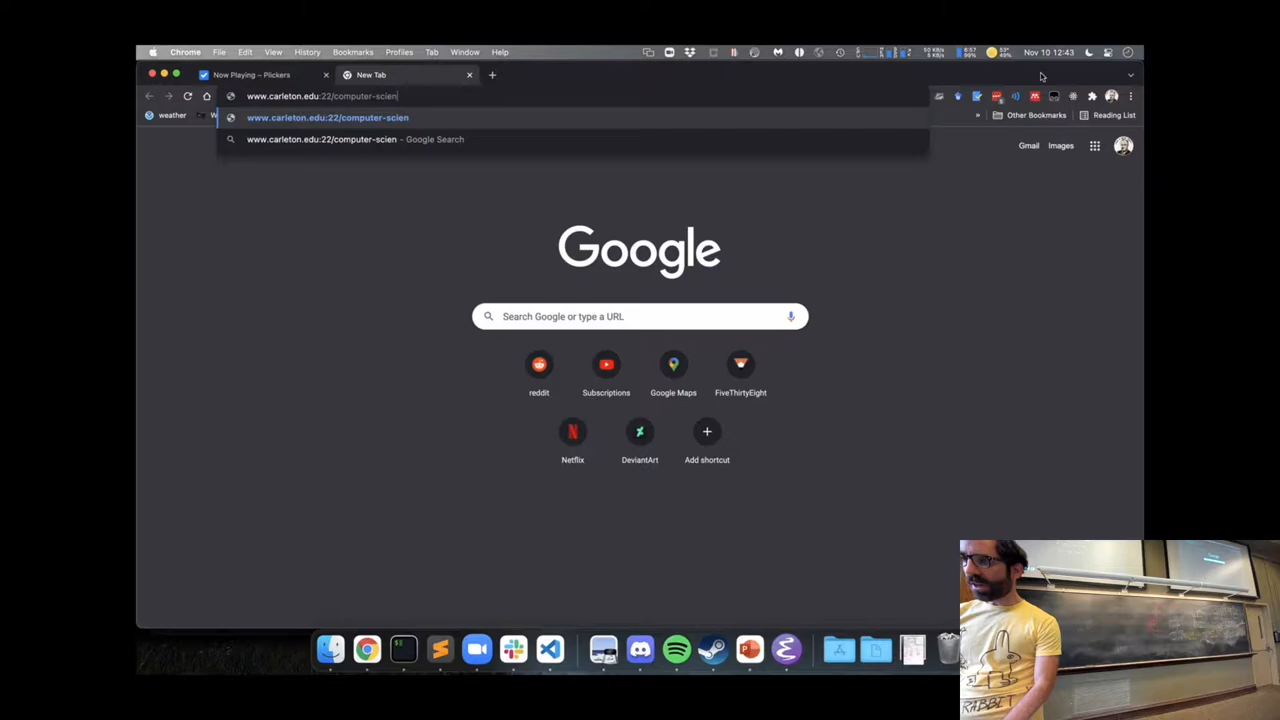 Chrome File Edit View History Bookmarks Profiles Tab Window Help
Nov 10 12:43
Now Playing – Plickers
New Tab
www.carleton.edu:22/computer-scien
weather
www.carleton.edu:22/computer-scien
Other Bookmarks
Reading List
www.carleton.edu:22/computer-scien - Google Search
Gmail Images
Google
Search Google or type a URL
reddit Subscriptions Google Maps FiveThirtyEight
Netflix DeviantArt Add shortcut
RABBIT